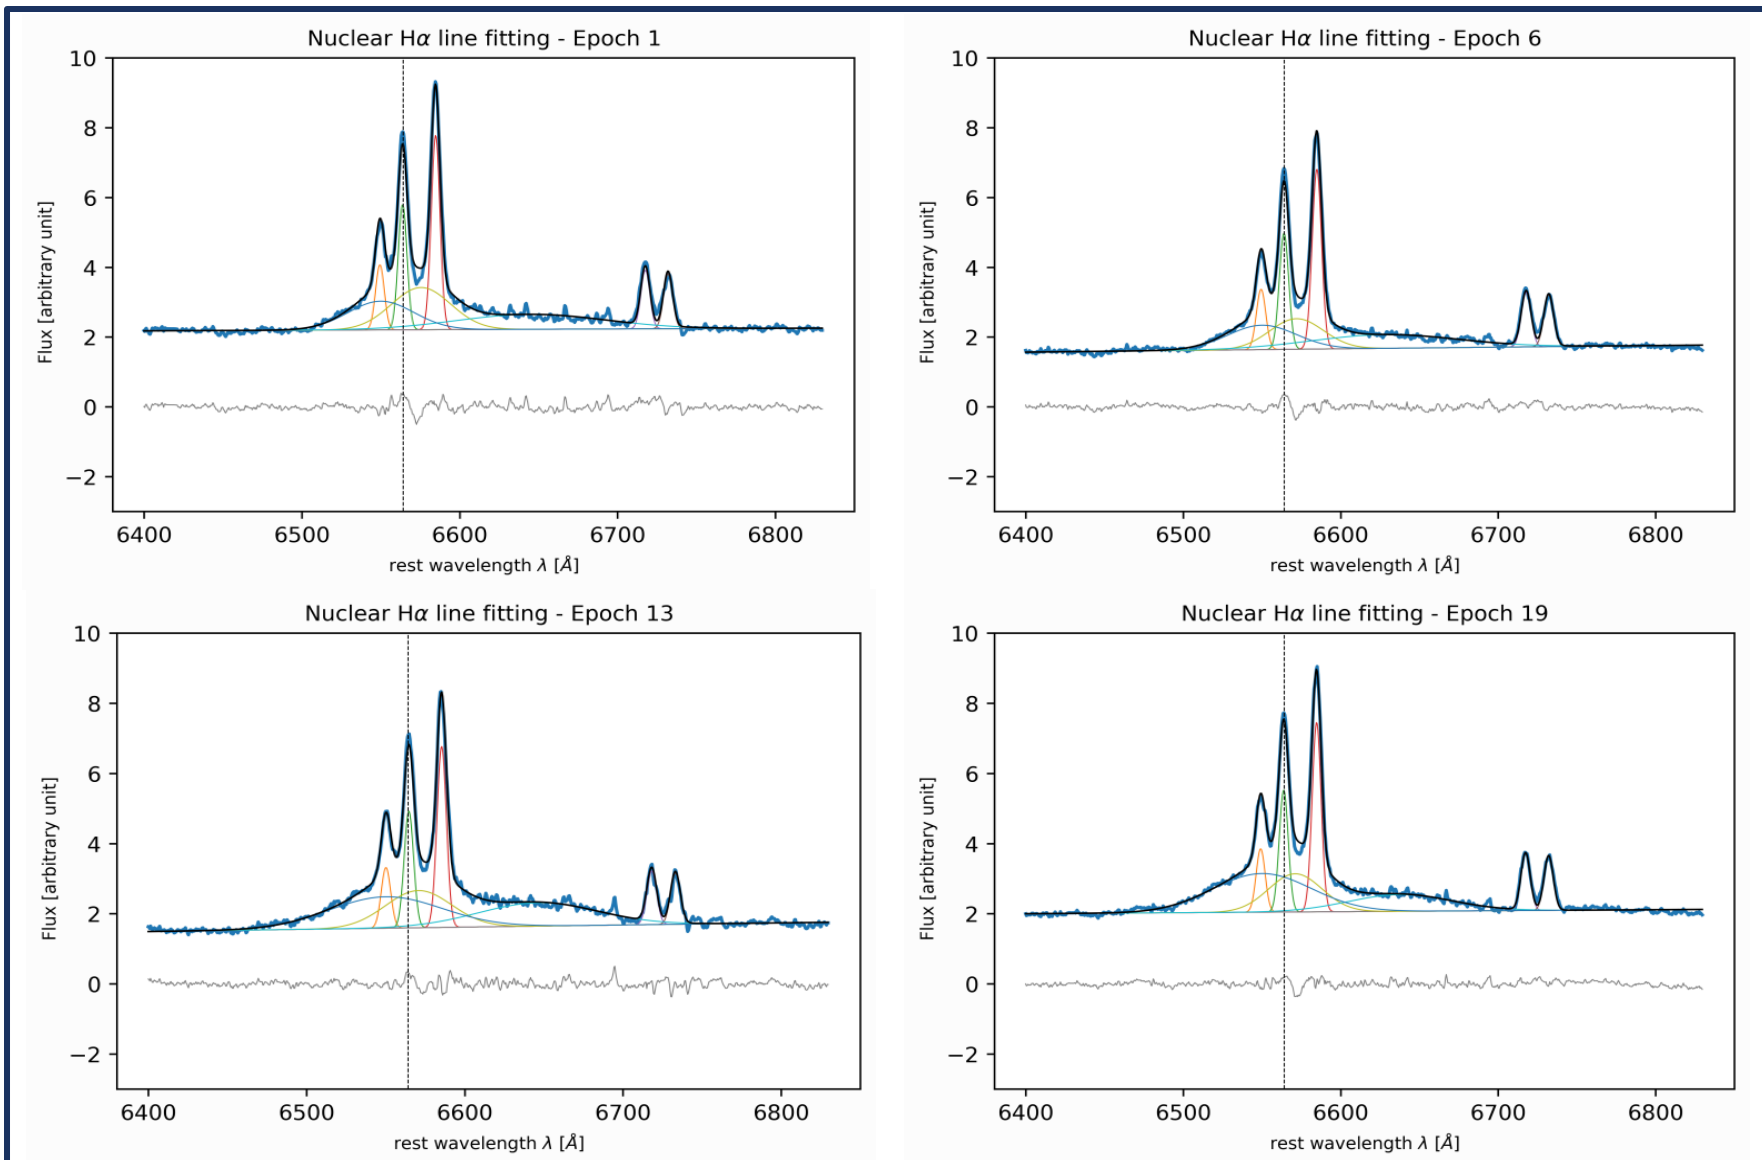 Nuclear Hα line fitting - Epoch 1
10
8
6
4
2
0
−2
Flux [arbitrary unit]
6400 6500 6600 6700 6800
rest wavelength λ [Å]
Nuclear Hα line fitting - Epoch 6
10
8
6
4
2
0
−2
Flux [arbitrary unit]
6400 6500 6600 6700 6800
rest wavelength λ [Å]
Nuclear Hα line fitting - Epoch 13
10
8
6
4
2
0
−2
Flux [arbitrary unit]
6400 6500 6600 6700 6800
rest wavelength λ [Å]
Nuclear Hα line fitting - Epoch 19
10
8
6
4
2
0
−2
Flux [arbitrary unit]
6400 6500 6600 6700 6800
rest wavelength λ [Å]